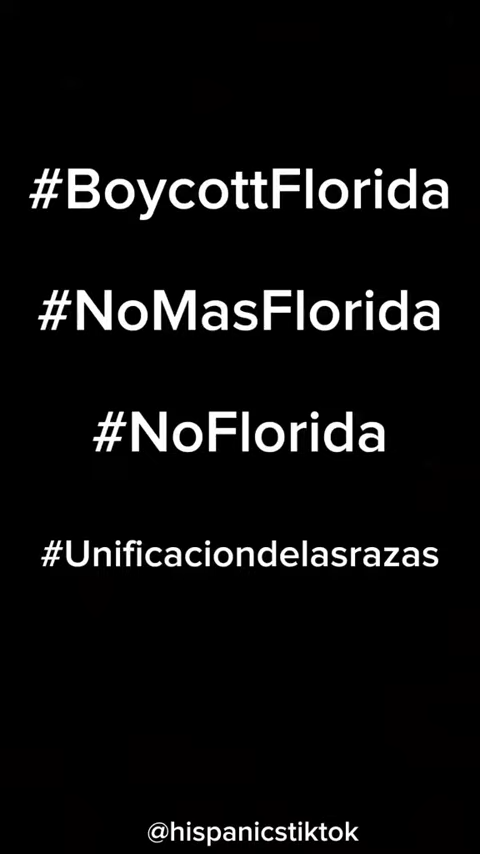 #BoycottFlorida
#NoMasFlorida
#NoFlorida
#Unificaciondelasrazas
@hispanicstiktok